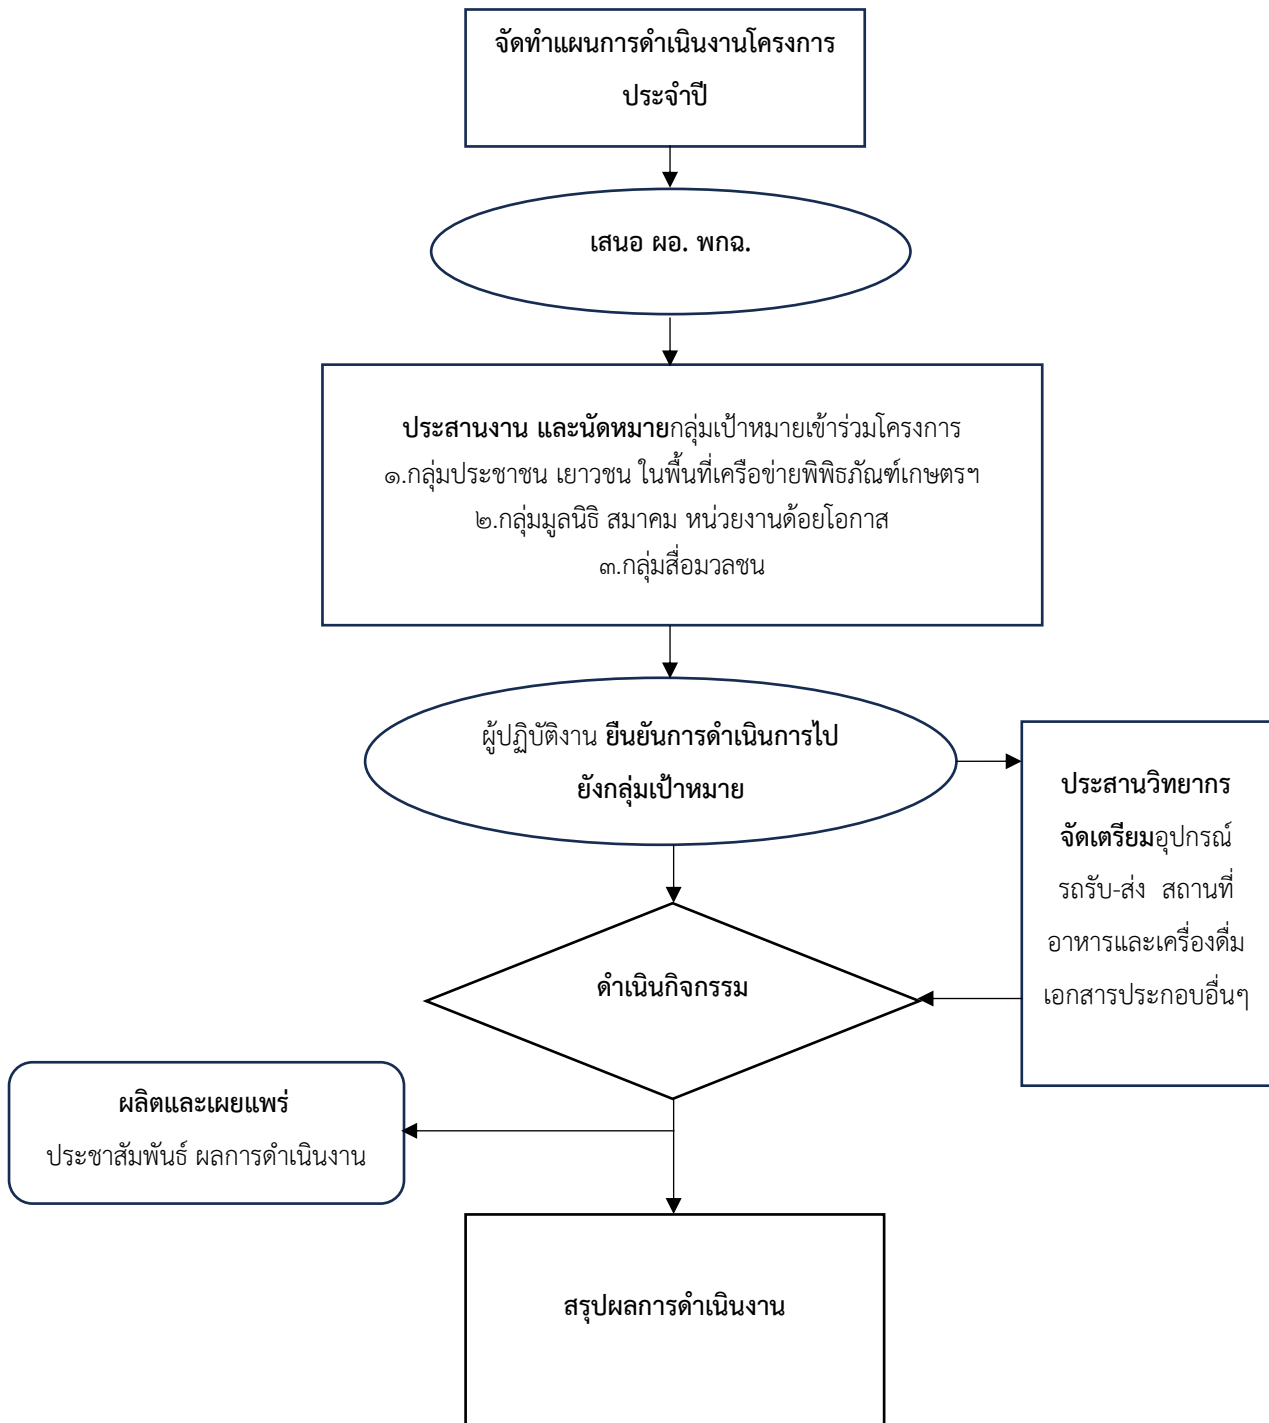 จัดทำแผนการดำเนินงานโครงการ
ประจำปี
เสนอ ผอ. พกฉ.
ประสานงาน และนัดหมายกลุ่มเป้าหมายเข้าร่วมโครงการ
๑.กลุ่มประชาชน เยาวชน ในพื้นที่เครือข่ายพิพิธภัณฑ์เกษตรฯ
๒.กลุ่มมูลนิธิ สมาคม หน่วยงานด้อยโอกาส
๓.กลุ่มสื่อมวลชน
ผู้ปฏิบัติงาน ยืนยันการดำเนินการไป
ยังกลุ่มเป้าหมาย
ประสานวิทยากร
จัดเตรียมอุปกรณ์
รถรับ-ส่ง สถานที่
อาหารและเครื่องดื่ม
เอกสารประกอบอื่นๆ
ดำเนินกิจกรรม
ผลิตและเผยแพร่
ประชาสัมพันธ์ ผลการดำเนินงาน
สรุปผลการดำเนินงาน